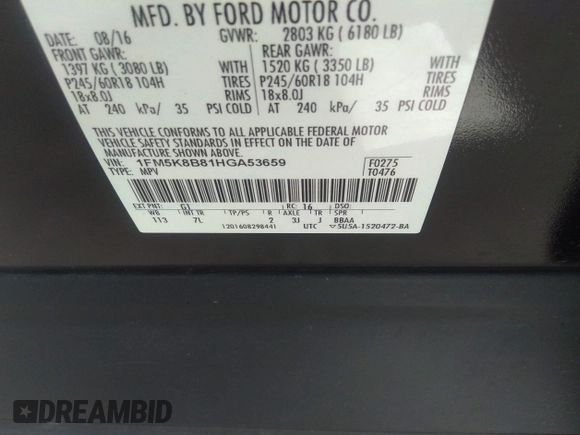 MFD. BY FORD MOTOR CO.
DATE: 08/16 GVWR: 2803 KG ( 6180 LB)
FRONT GAWR: REAR GAWR:
1397 KG ( 3080 LB) WITH 1520 KG ( 3350 LB) WITH
P245/60R18 104H TIRES P245/60R18 104H TIRES
18x8.0J RIMS 18x8.0J RIMS
AT 240 kPa/ 35 PSI COLD AT 240 kPa/ 35 PSI COLD
THIS VEHICLE CONFORMS TO ALL APPLICABLE FEDERAL MOTOR
VEHICLE SAFETY STANDARDS IN EFFECT ON THE DATE OF
MANUFACTURE SHOWN ABOVE.
VIN: 1FM5K8B81HGA53659 F0275
TYPE: MPV T0476
EXT PNT: G1 RC: 16
WB INT TR TP/PS R AXLE TR SPR
113 7L 2 3J J BBAA
1201608298441 UTC 5U5A-1520472-BA
DREAMBID